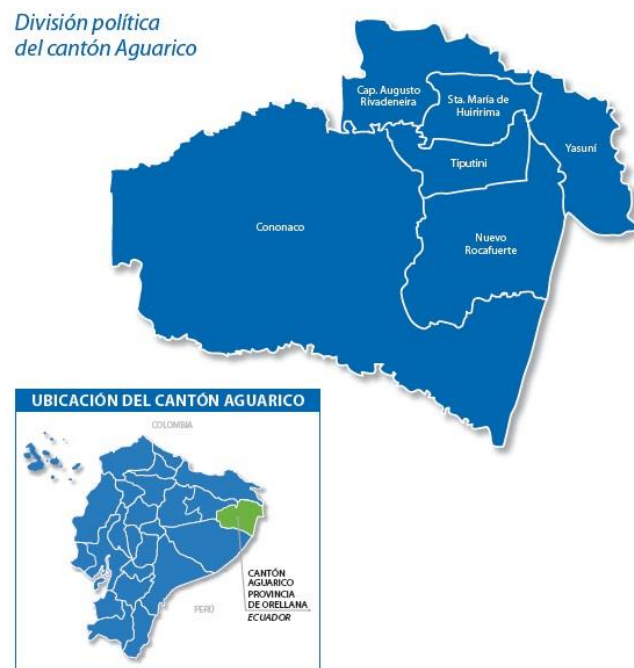 División política
del cantón Aguarico
Cap. Augusto
Rivadeneira
Sta. María de
Huiririma
Yasuní
Tiputini
Cononaco
Nuevo
Rocafuerte
UBICACIÓN DEL CANTÓN AGUARICO
COLOMBIA
CANTÓN
AGUARICO
PROVINCIA
DE ORELLANA
ECUADOR
PERÚ